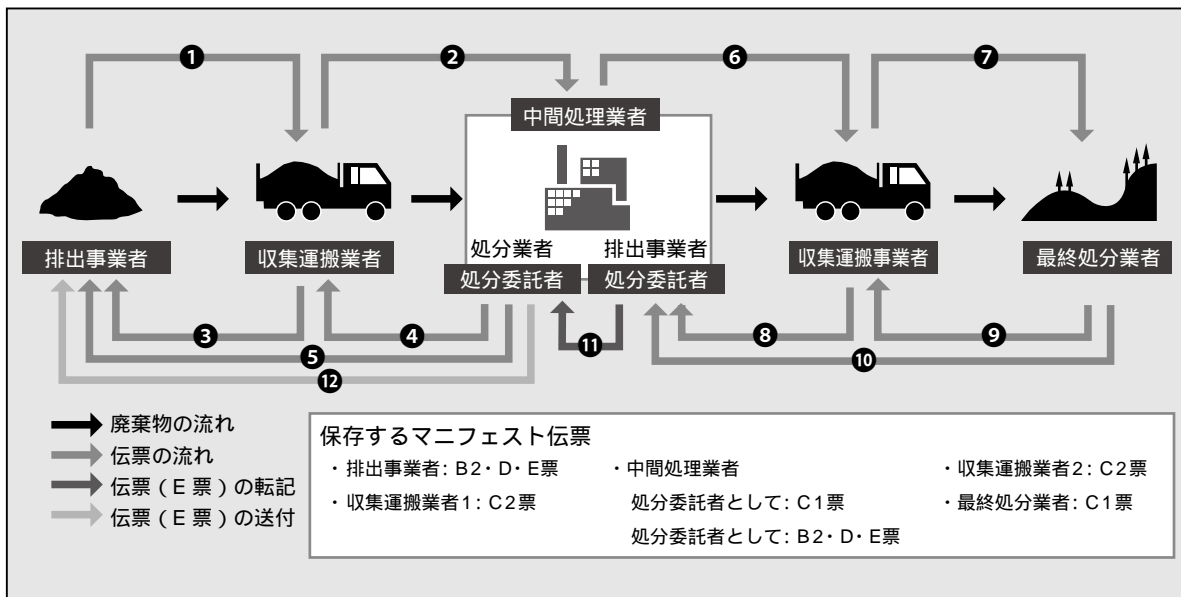 ❶
❷
❻
❼
中間処理業者
処分業者
排出事業者
排出事業者
収集運搬業者
処分委託者
処分委託者
収集運搬事業者
最終処分業者
❸
❹
⓫
❽
❾
❺
❿
⓬
廃棄物の流れ
伝票の流れ
伝票(E票)の転記
伝票(E票)の送付
保存するマニフェスト伝票
・排出事業者: B2・D・E票
・収集運搬業者1: C2票
・中間処理業者
処分委託者として: C1票
処分委託者として: B2・D・E票
・収集運搬業者2: C2票
・最終処分業者: C1票